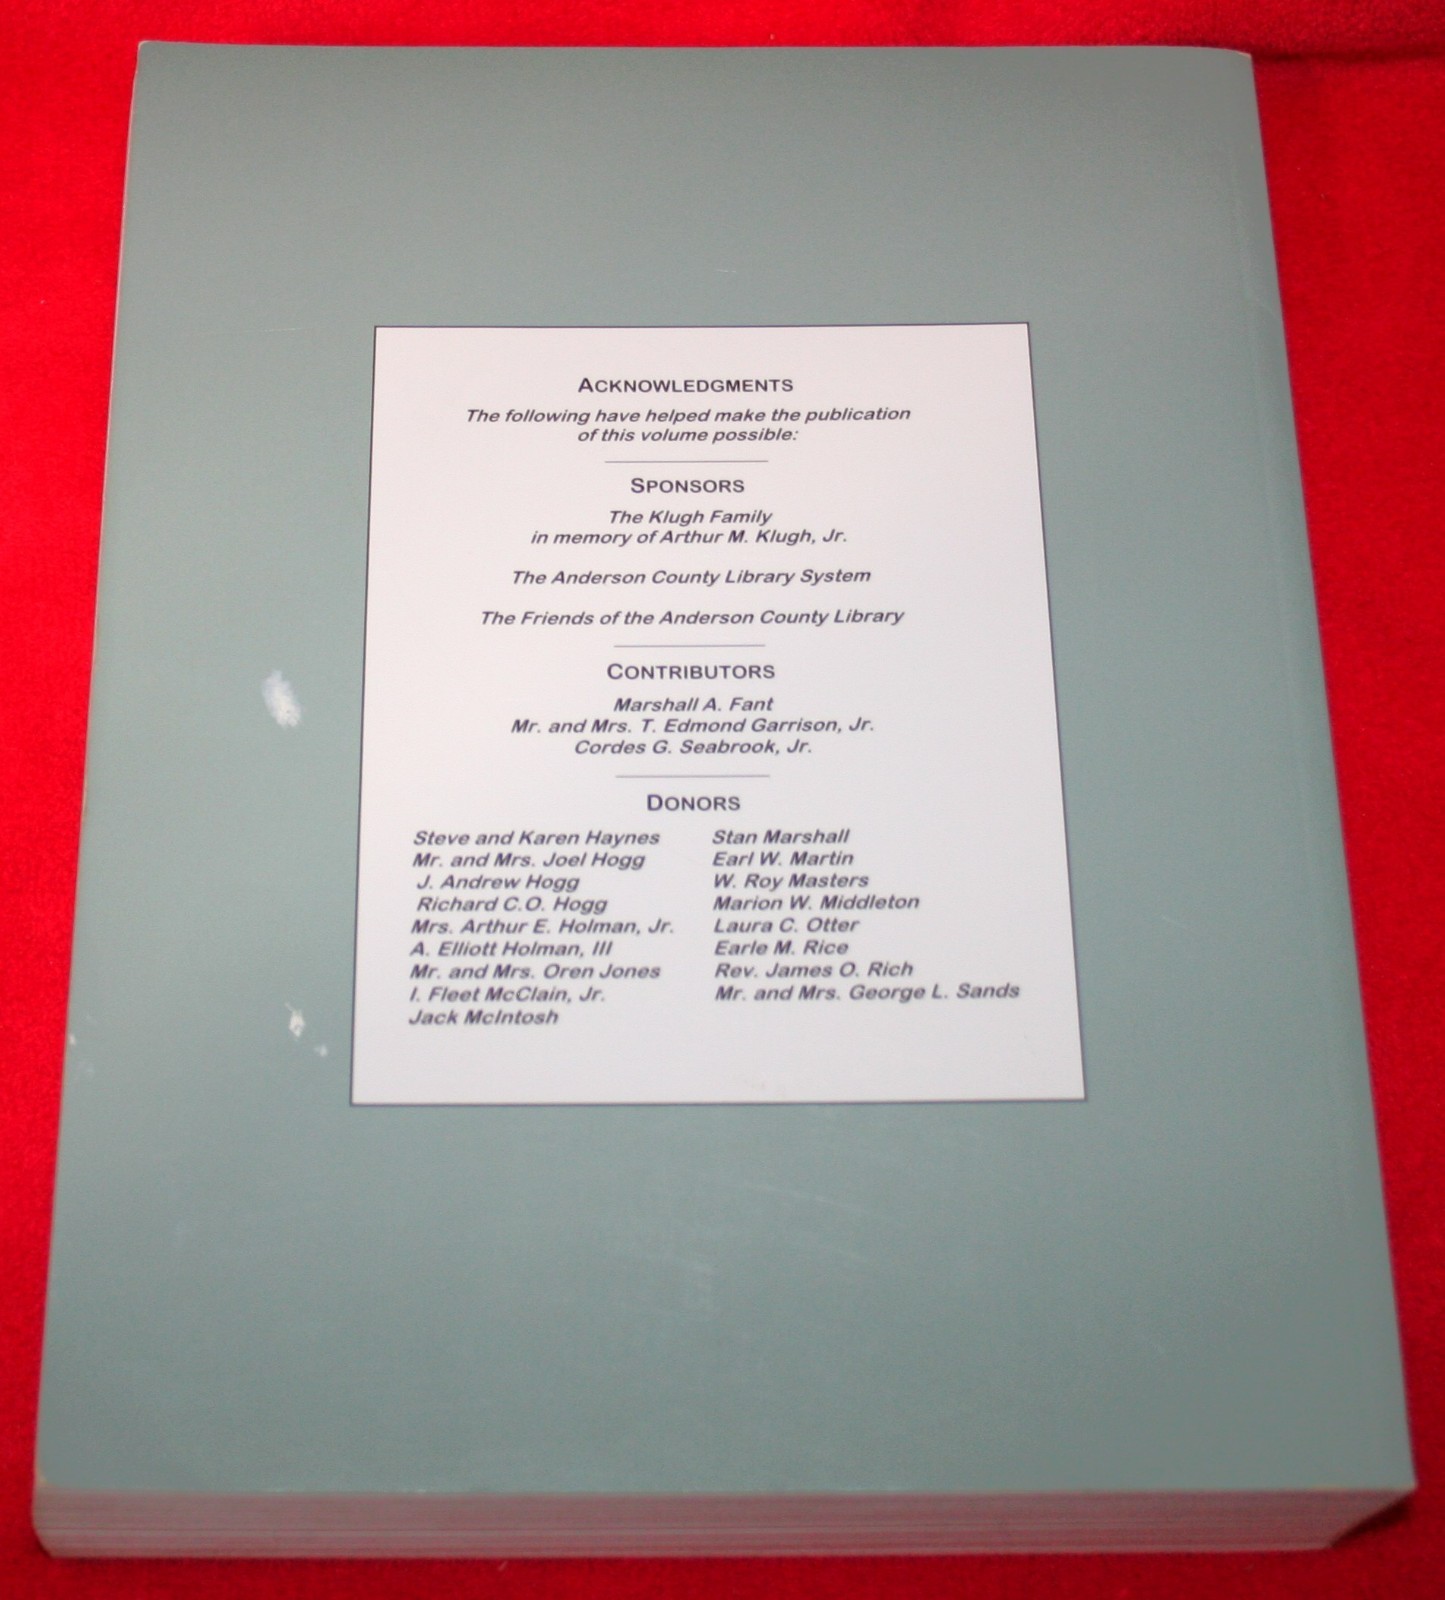 ACKNOWLEDGMENTS
The following have helped make the publication
of this volume possible:
SPONSORS
The Klugh Family
in memory of Arthur M. Klugh, Jr.
The Anderson County Library System
The Friends of the Anderson County Library
CONTRIBUTORS
Marshall A. Fant
Mr. and Mrs. T. Edmond Garrison, Jr.
Cordes G. Seabrook, Jr.
DONORS
Steve and Karen Haynes
Mr. and Mrs. Joel Hogg
J. Andrew Hogg
Richard C.O. Hogg
Mrs. Arthur E. Holman, Jr.
A. Elliott Holman, III
Mr. and Mrs. Oren Jones
I. Fleet McClain, Jr.
Jack McIntosh
Stan Marshall
Earl W. Martin
W. Roy Masters
Marion W. Middleton
Laura C. Otter
Earle M. Rice
Rev. James O. Rich
Mr. and Mrs. George L. Sands